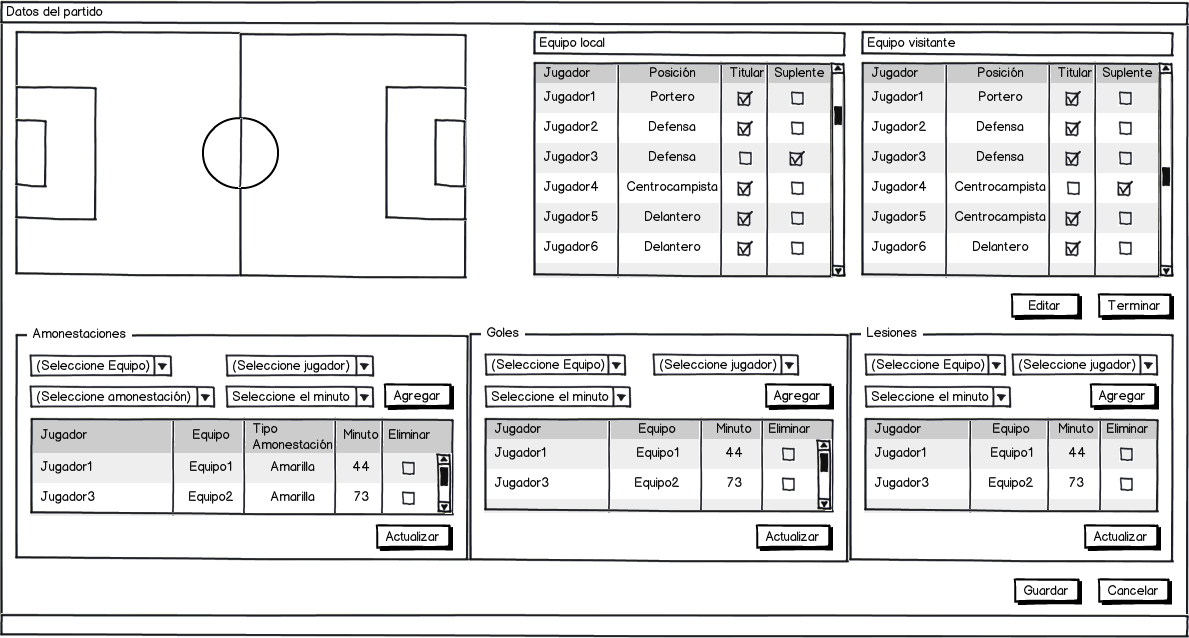 Datos del partido
Equipo local
Jugador Posición Titular Suplente
Jugador1 Portero
Jugador2 Defensa
Jugador3 Defensa
Jugador4 Centrocampista
Jugador5 Delantero
Jugador6 Delantero
Equipo visitante
Jugador Posición Titular Suplente
Jugador1 Portero
Jugador2 Defensa
Jugador3 Defensa
Jugador4 Centrocampista
Jugador5 Centrocampista
Jugador6 Delantero
Editar Terminar
Amonestaciones
(Seleccione Equipo) (Seleccione jugador)
(Seleccione amonestación) Seleccione el minuto Agregar
Jugador Equipo Tipo Amonestación Minuto Eliminar
Jugador1 Equipo1 Amarilla 44
Jugador3 Equipo2 Amarilla 73
Actualizar
Goles
(Seleccione Equipo) (Seleccione jugador)
Seleccione el minuto Agregar
Jugador Equipo Minuto Eliminar
Jugador1 Equipo1 44
Jugador3 Equipo2 73
Actualizar
Lesiones
(Seleccione Equipo) (Seleccione jugador)
Seleccione el minuto Agregar
Jugador Equipo Minuto Eliminar
Jugador1 Equipo1 44
Jugador3 Equipo2 73
Actualizar
Guardar Cancelar